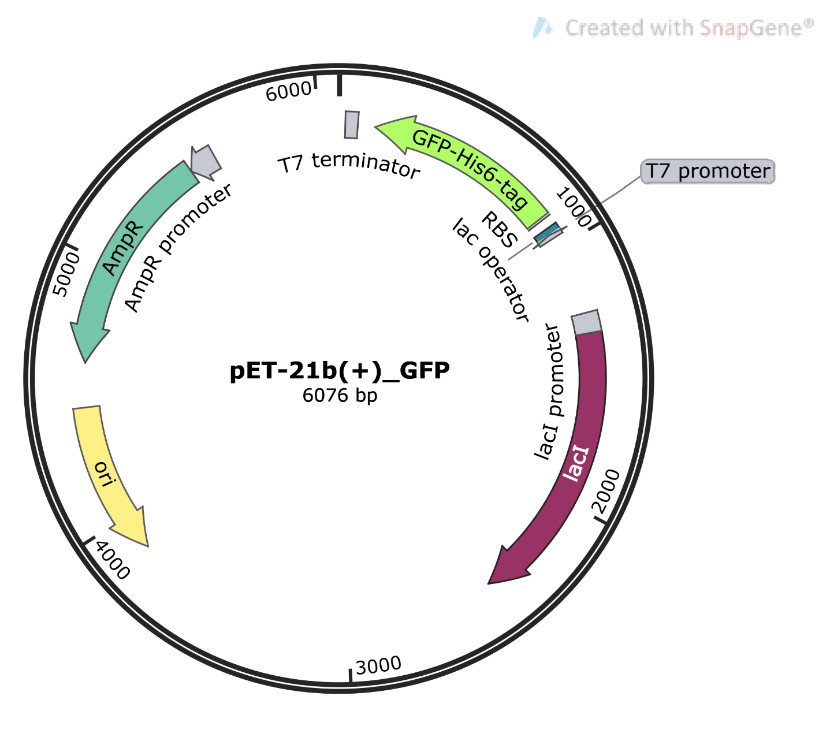 Created with SnapGene®
6000
T7 terminator
GFP-His6-tag
1000
T7 promoter
RBS
lac operator
AmpR promoter
AmpR
5000
lacI promoter
pET-21b(+)_GFP
6076 bp
lacI
ori
2000
4000
3000